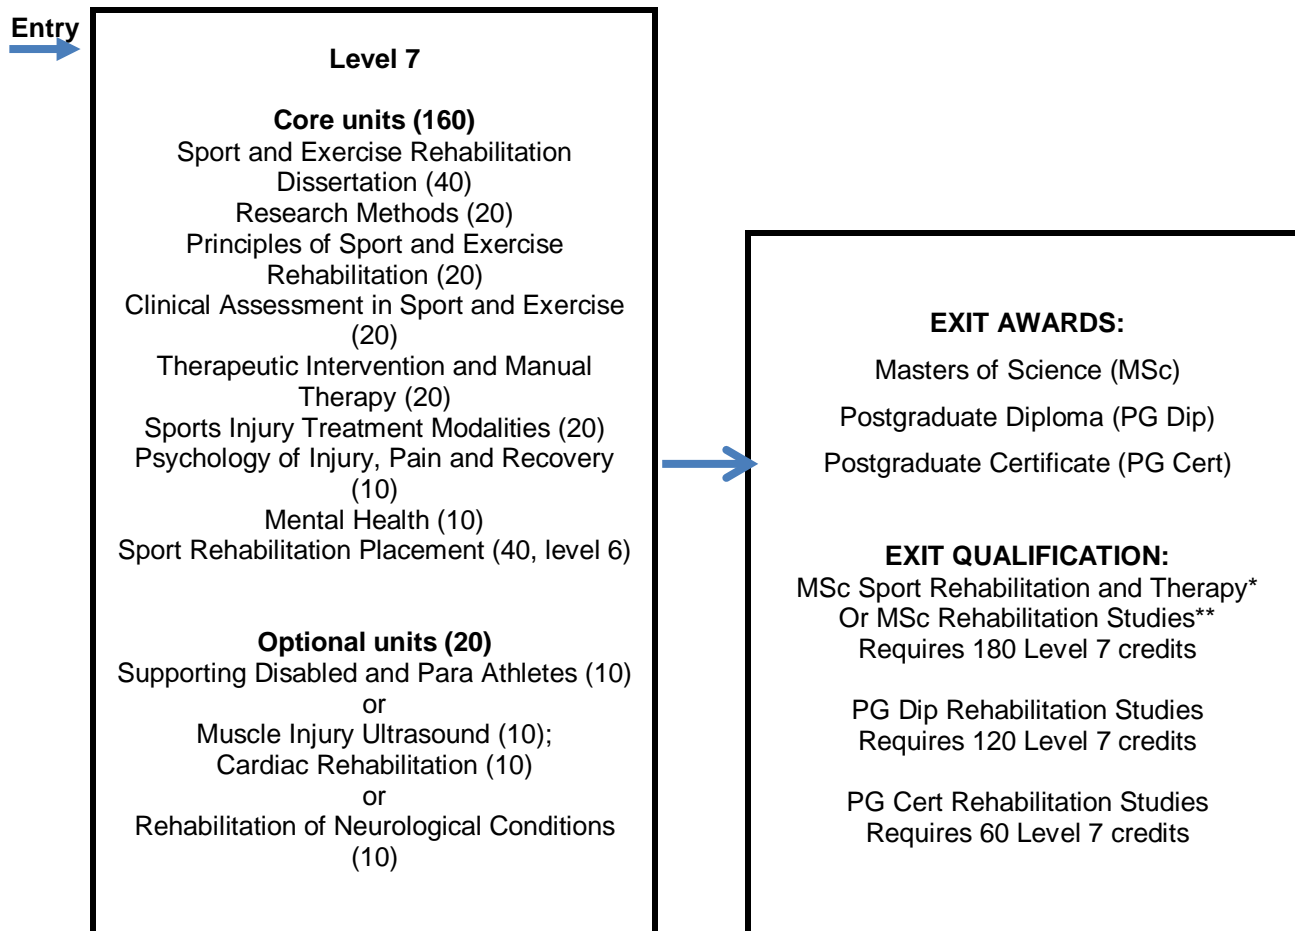 Entry
Level 7
Core units (160)
Sport and Exercise Rehabilitation
Dissertation (40)
Research Methods (20)
Principles of Sport and Exercise
Rehabilitation (20)
Clinical Assessment in Sport and Exercise
(20)
Therapeutic Intervention and Manual
Therapy (20)
Sports Injury Treatment Modalities (20)
Psychology of Injury, Pain and Recovery
(10)
Mental Health (10)
Sport Rehabilitation Placement (40, level 6)
Optional units (20)
Supporting Disabled and Para Athletes (10)
or
Muscle Injury Ultrasound (10);
Cardiac Rehabilitation (10)
or
Rehabilitation of Neurological Conditions
(10)
EXIT AWARDS:
Masters of Science (MSc)
Postgraduate Diploma (PG Dip)
Postgraduate Certificate (PG Cert)
EXIT QUALIFICATION:
MSc Sport Rehabilitation and Therapy*
Or MSc Rehabilitation Studies**
Requires 180 Level 7 credits
PG Dip Rehabilitation Studies
Requires 120 Level 7 credits
PG Cert Rehabilitation Studies
Requires 60 Level 7 credits